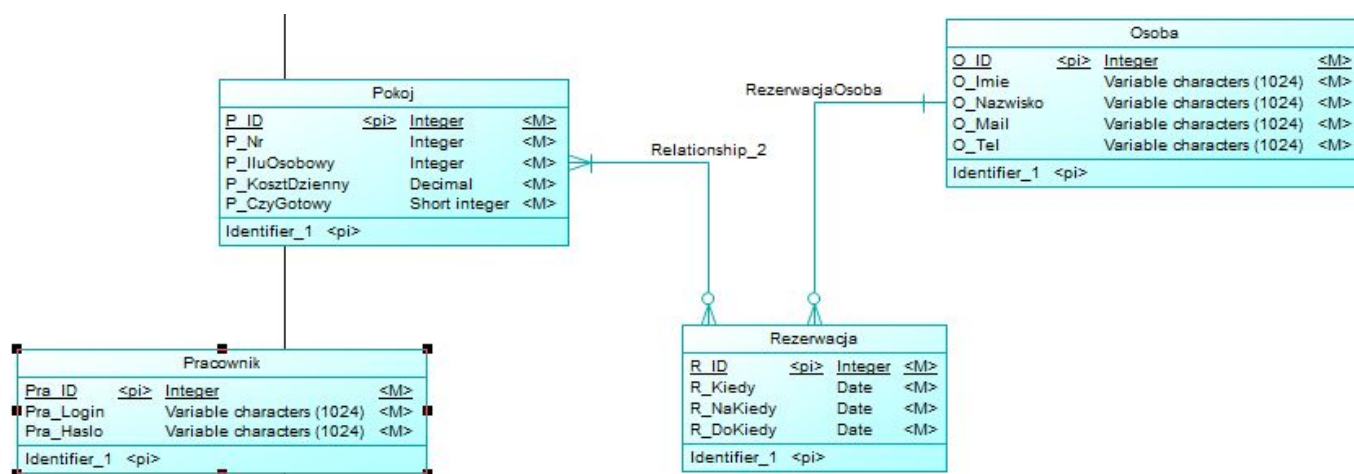 Osoba
O_ID <pi> Integer <M>
O_Imie Variable characters (1024) <M>
O_Nazwisko Variable characters (1024) <M>
O_Mail Variable characters (1024) <M>
O_Tel Variable characters (1024) <M>
Identifier_1 <pi>
Pokoj
P_ID <pi> Integer <M>
P_Nr Integer <M>
P_IluOsobowy Integer <M>
P_KosztDzienny Decimal <M>
P_CzyGotowy Short integer <M>
Identifier_1 <pi>
RezerwacjaOsoba
Relationship_2
Rezerwacja
R_ID <pi> Integer <M>
R_Kiedy Date <M>
R_NaKiedy Date <M>
R_DoKiedy Date <M>
Identifier_1 <pi>
Pracownik
Pra_ID <pi> Integer <M>
Pra_Login Variable characters (1024) <M>
Pra_Haslo Variable characters (1024) <M>
Identifier_1 <pi>